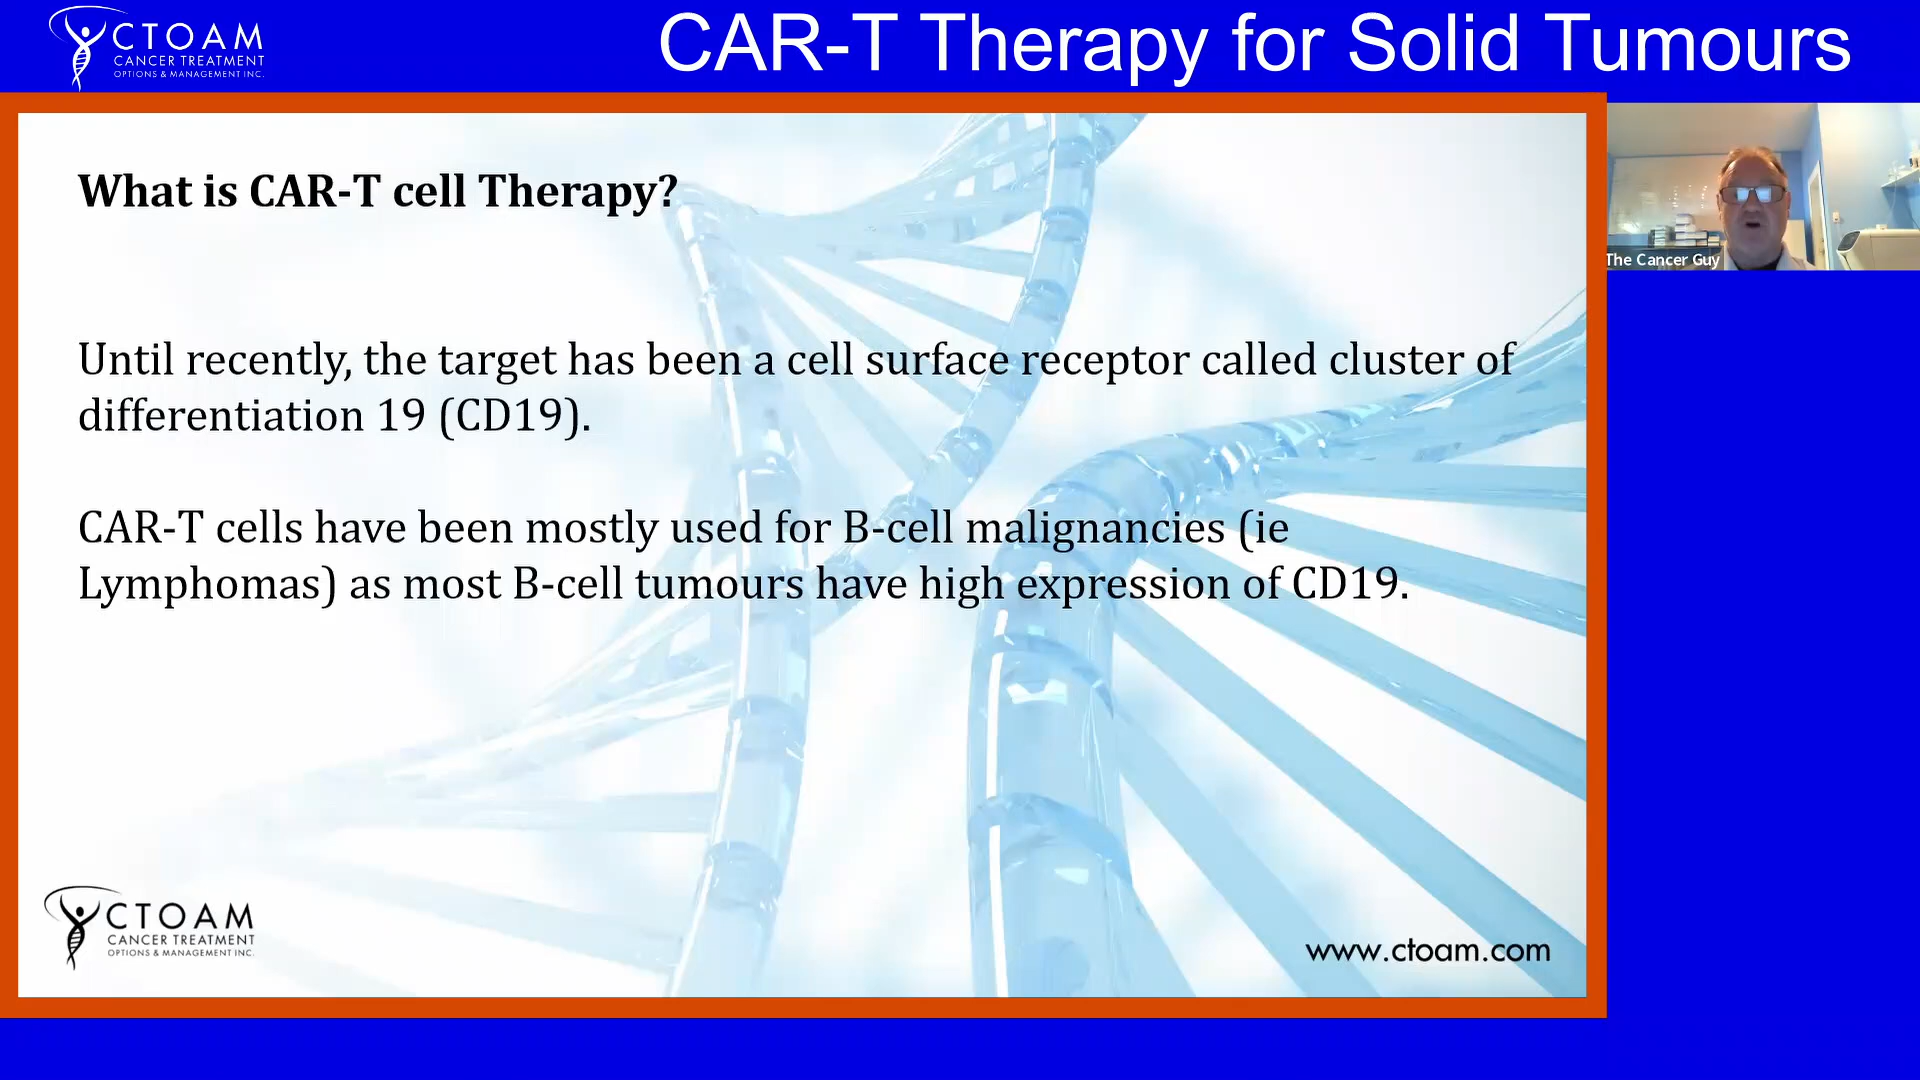 CTOAM
CANCER TREATMENT
OPTIONS & MANAGEMENT INC.
CAR-T Therapy for Solid Tumours
The Cancer Guy
What is CAR-T cell Therapy?
Until recently, the target has been a cell surface receptor called cluster of
differentiation 19 (CD19).
CAR-T cells have been mostly used for B-cell malignancies (ie
Lymphomas) as most B-cell tumours have high expression of CD19.
CTOAM
CANCER TREATMENT
OPTIONS & MANAGEMENT INC.
www.ctoam.com